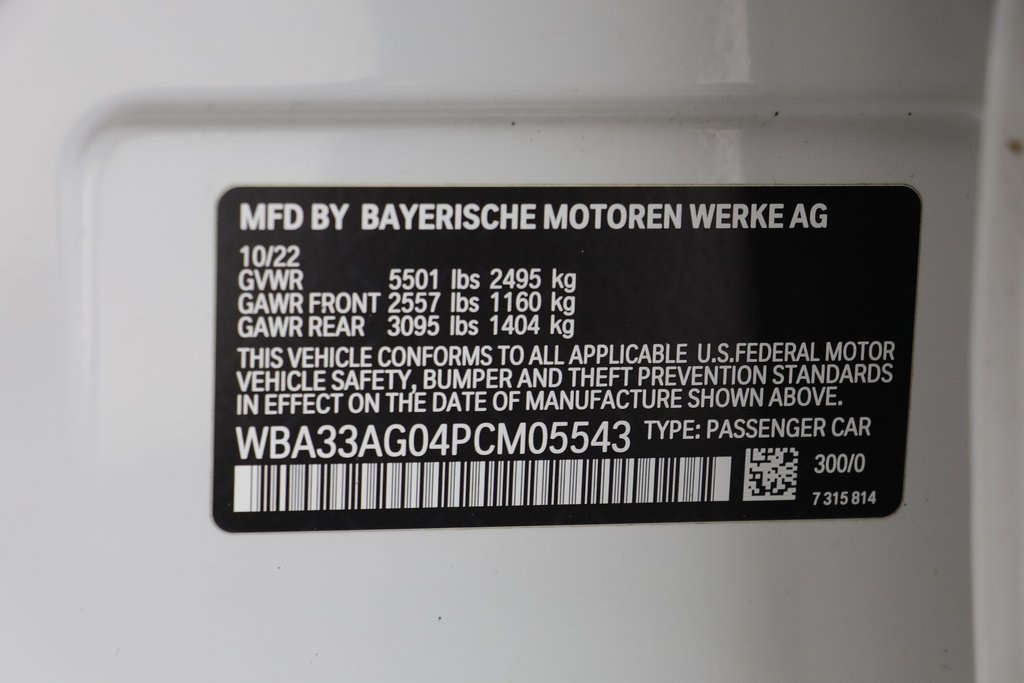 MFD BY BAYERISCHE MOTOREN WERKE AG
10/22
GVWR 5501 lbs 2495 kg
GAWR FRONT 2557 lbs 1160 kg
GAWR REAR 3095 lbs 1404 kg
THIS VEHICLE CONFORMS TO ALL APPLICABLE U.S.FEDERAL MOTOR
VEHICLE SAFETY, BUMPER AND THEFT PREVENTION STANDARDS
IN EFFECT ON THE DATE OF MANUFACTURE SHOWN ABOVE.
WBA33AG04PCM05543 TYPE: PASSENGER CAR
300/0
7 315 814